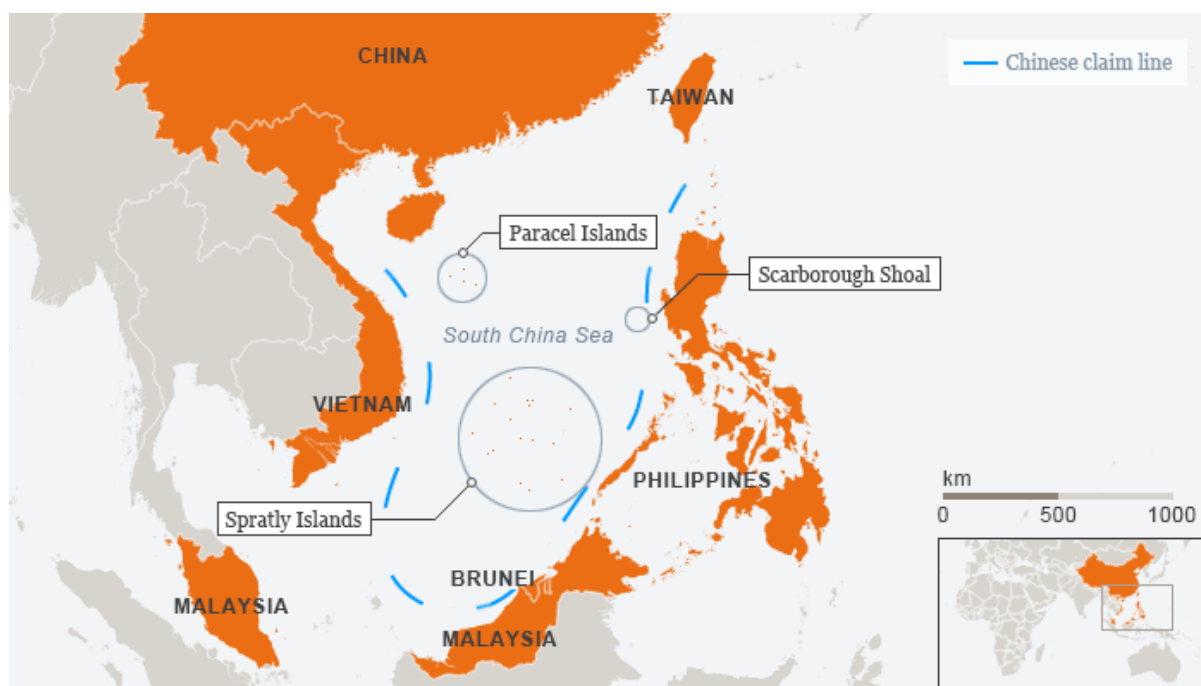 CHINA
Chinese claim line
TAIWAN
Paracel Islands
Scarborough Shoal
South China Sea
VIETNAM
PHILIPPINES
km
0 500 1000
Spratly Islands
BRUNEI
MALAYSIA
MALAYSIA